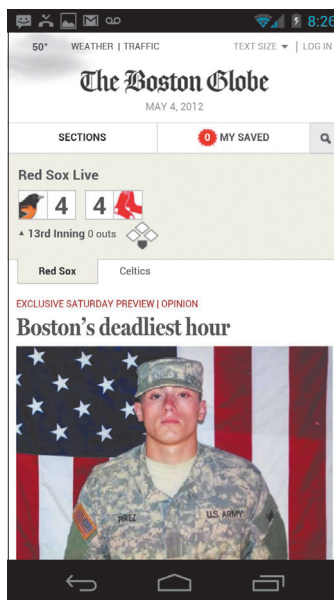 8:26
50° WEATHER | TRAFFIC TEXT SIZE ▼ | LOG IN
The Boston Globe
MAY 4, 2012
SECTIONS 0 MY SAVED
Red Sox Live
4 4
▲ 13th Inning 0 outs
Red Sox Celtics
EXCLUSIVE SATURDAY PREVIEW | OPINION
Boston's deadliest hour
PEREZ U.S. ARMY